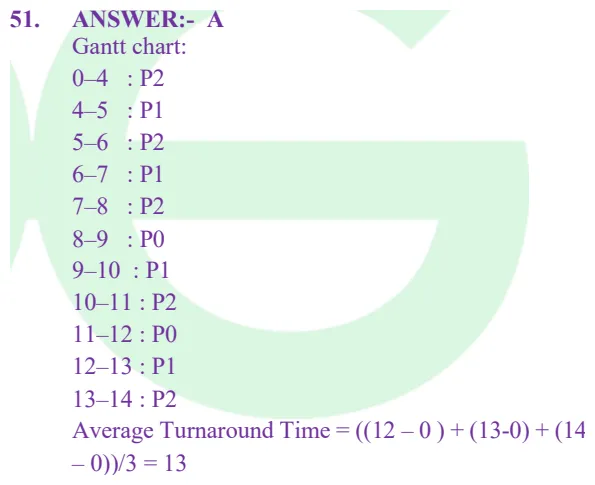 51. ANSWER:- A
Gantt chart:
0–4 : P2
4–5 : P1
5–6 : P2
6–7 : P1
7–8 : P2
8–9 : P0
9–10 : P1
10–11 : P2
11–12 : P0
12–13 : P1
13–14 : P2
Average Turnaround Time = ((12 – 0 ) + (13-0) + (14
– 0))/3 = 13